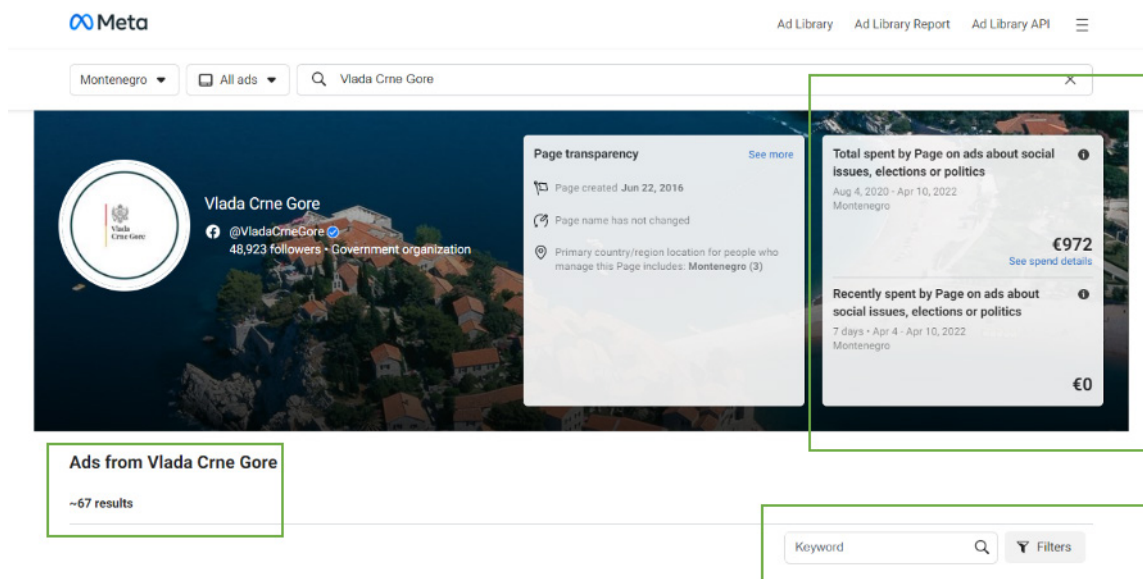 Meta
Ad Library Ad Library Report Ad Library API
Montenegro All ads Vlada Crne Gore
Vlada
Crne Gore
Vlada Crne Gore
@VladaCrneGore
48,923 followers • Government organization
Page transparency See more
Page created Jun 22, 2016
Page name has not changed
Primary country/region location for people who
manage this Page includes: Montenegro (3)
Total spent by Page on ads about social
issues, elections or politics
Aug 4, 2020 - Apr 10, 2022
Montenegro
€972
See spend details
Recently spent by Page on ads about
social issues, elections or politics
7 days • Apr 4 - Apr 10, 2022
Montenegro
€0
Ads from Vlada Crne Gore
~67 results
Keyword Filters